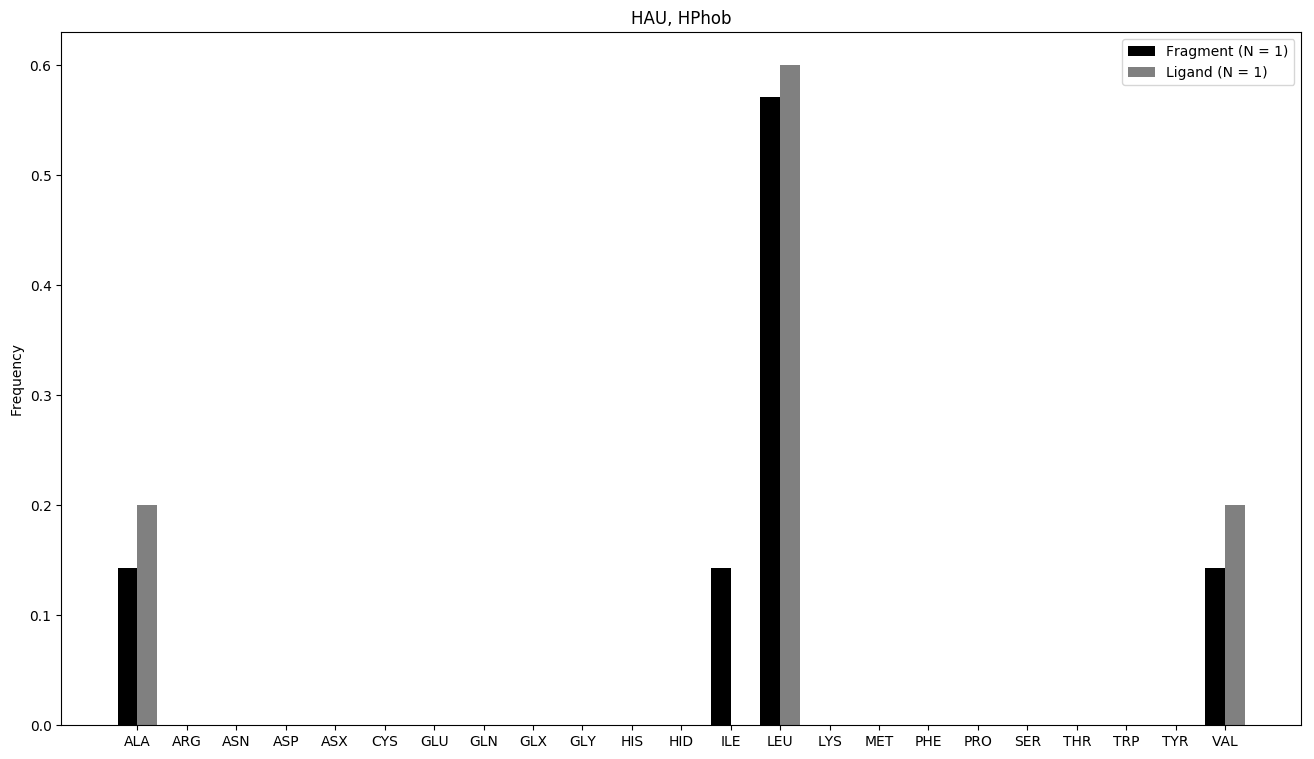 HAU, HPhob
Fragment (N = 1)
Ligand (N = 1)
Frequency
0.6
0.5
0.4
0.3
0.2
0.1
0.0
ALA ARG ASN ASP ASX CYS GLU GLN GLX GLY HIS HID ILE LEU LYS MET PHE PRO SER THR TRP TYR VAL